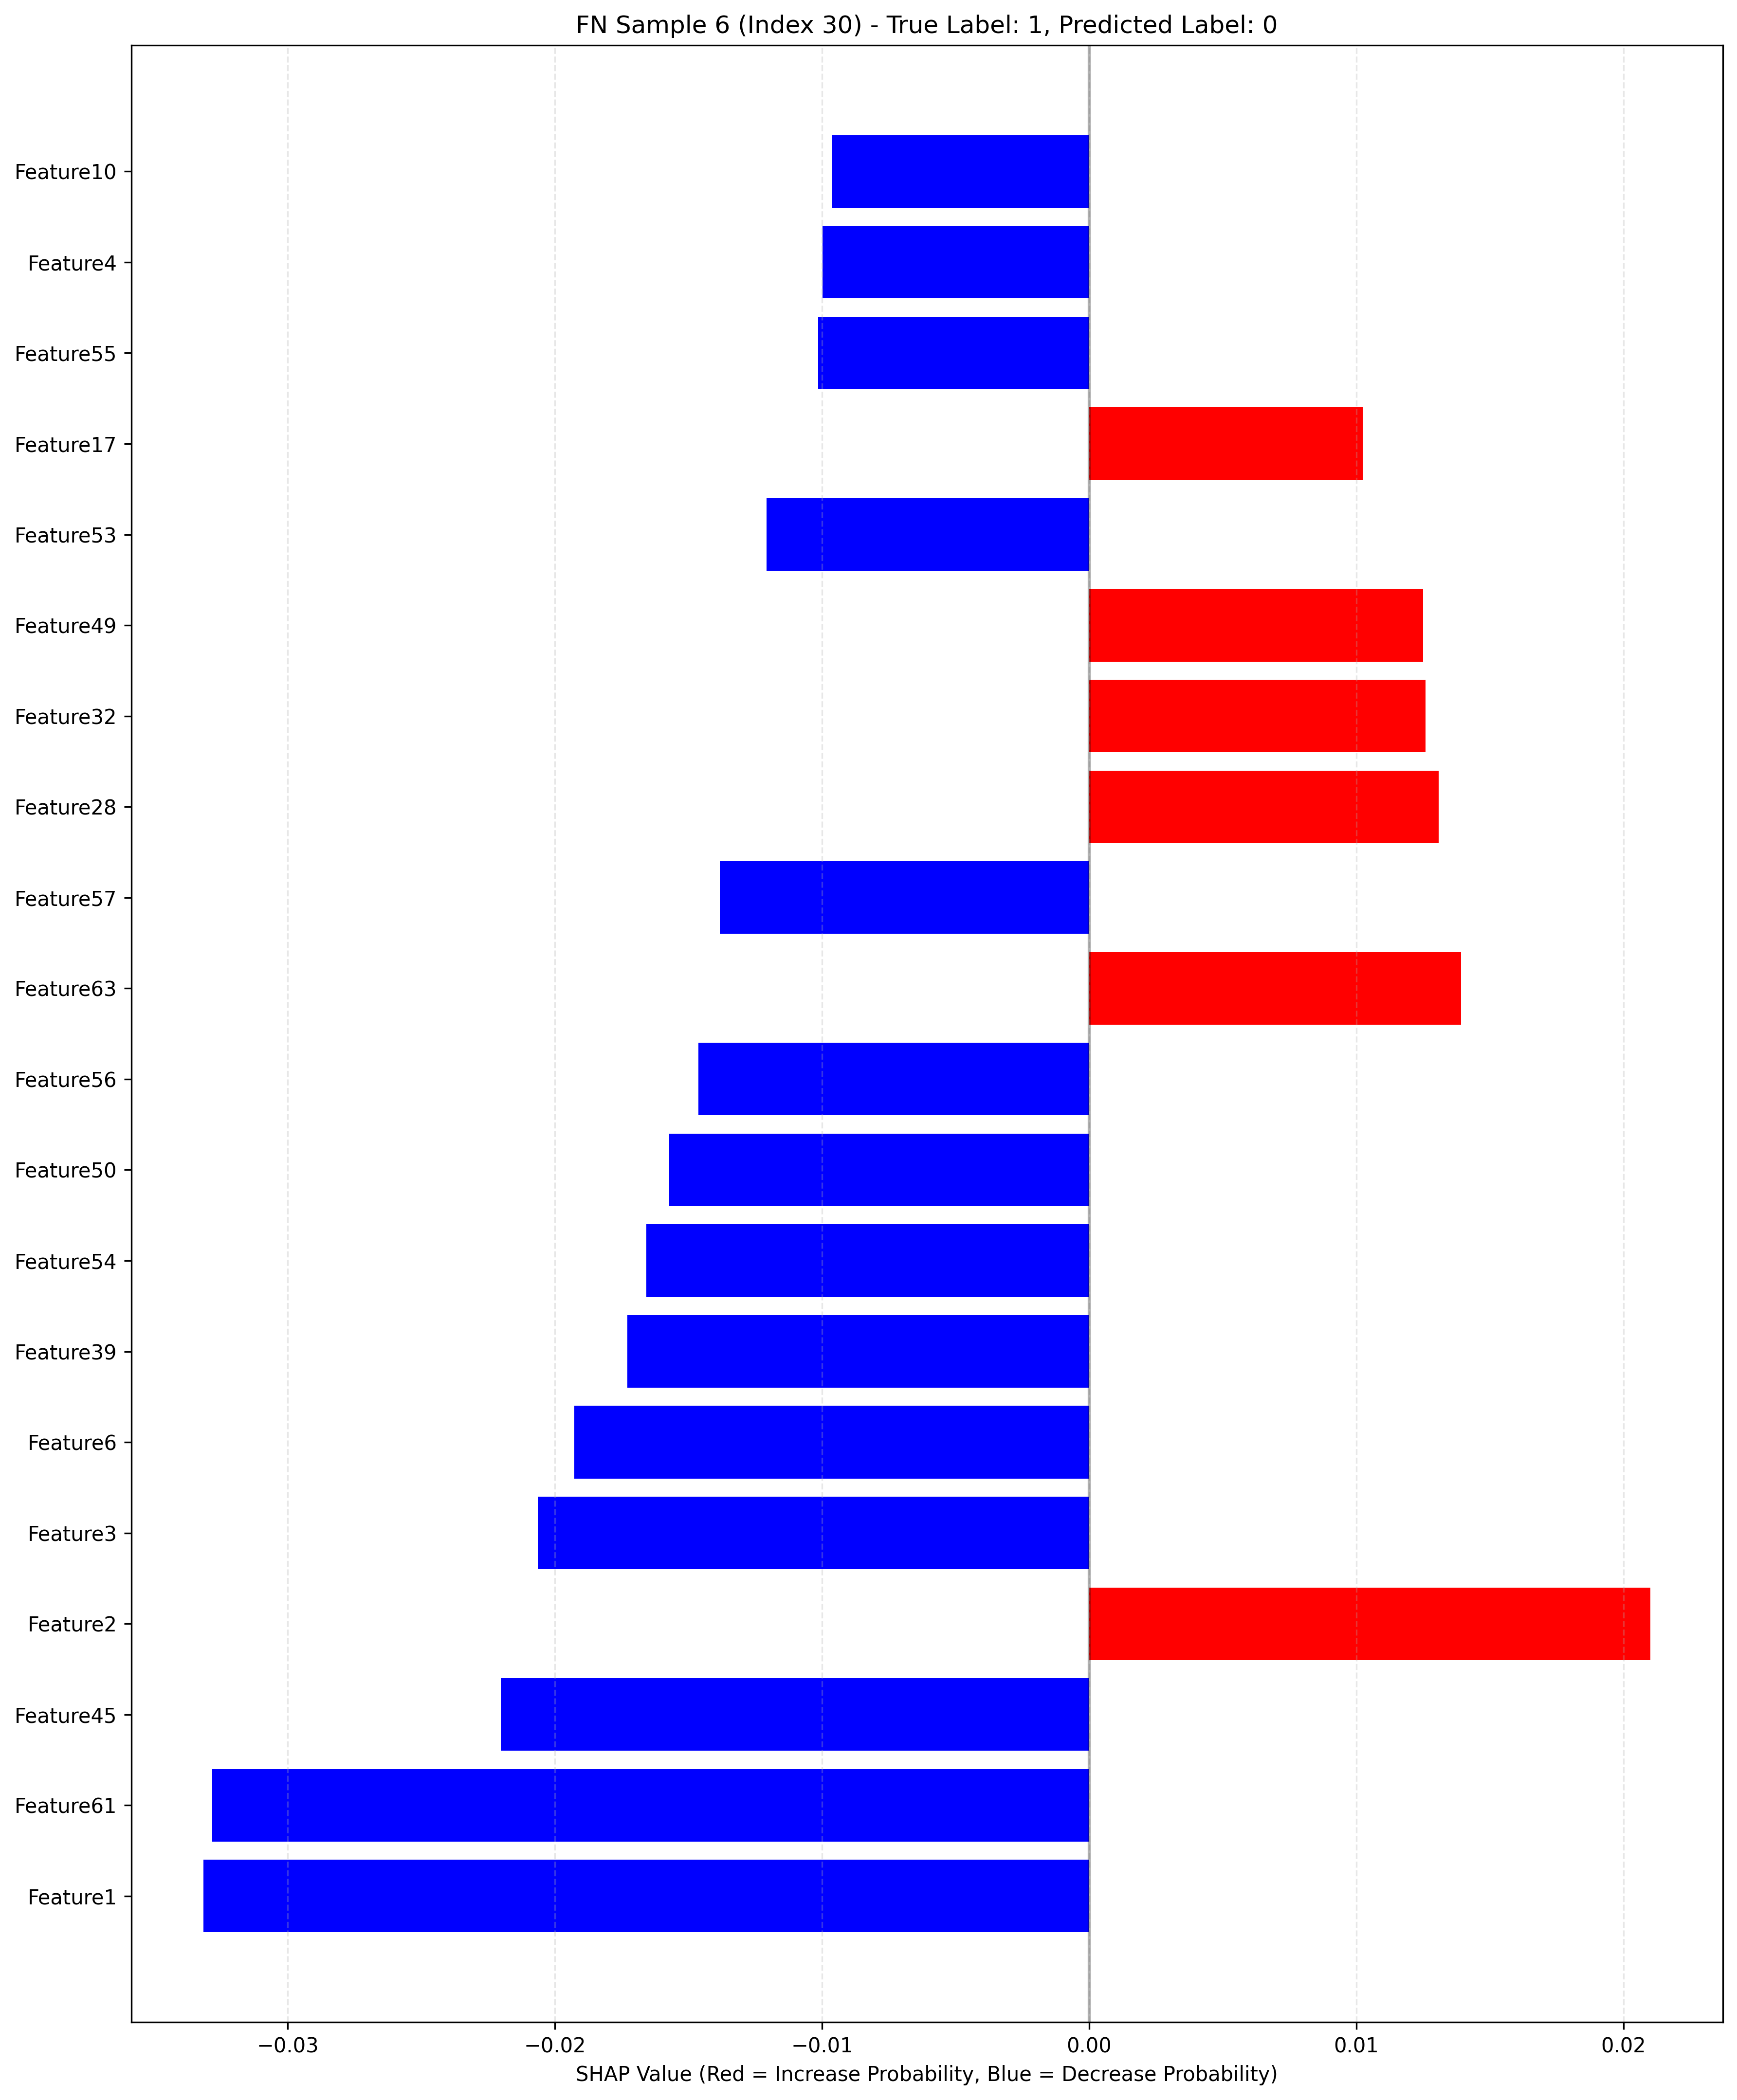 FN Sample 6 (Index 30) - True Label: 1, Predicted Label: 0
Feature10
Feature4
Feature55
Feature17
Feature53
Feature49
Feature32
Feature28
Feature57
Feature63
Feature56
Feature50
Feature54
Feature39
Feature6
Feature3
Feature2
Feature45
Feature61
Feature1
−0.03 −0.02 −0.01 0.00 0.01 0.02
SHAP Value (Red = Increase Probability, Blue = Decrease Probability)